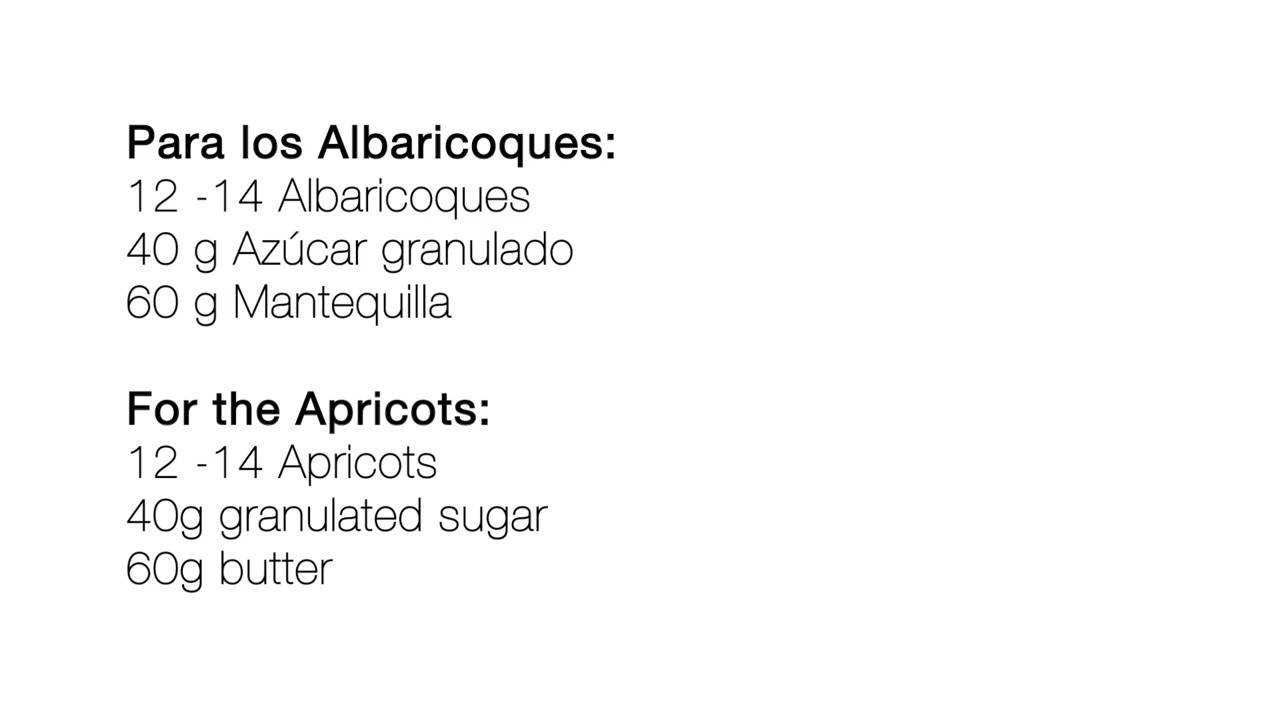 Para los Albaricoques:
12 -14 Albaricoques
40 g Azúcar granulado
60 g Mantequilla
For the Apricots:
12 -14 Apricots
40g granulated sugar
60g butter